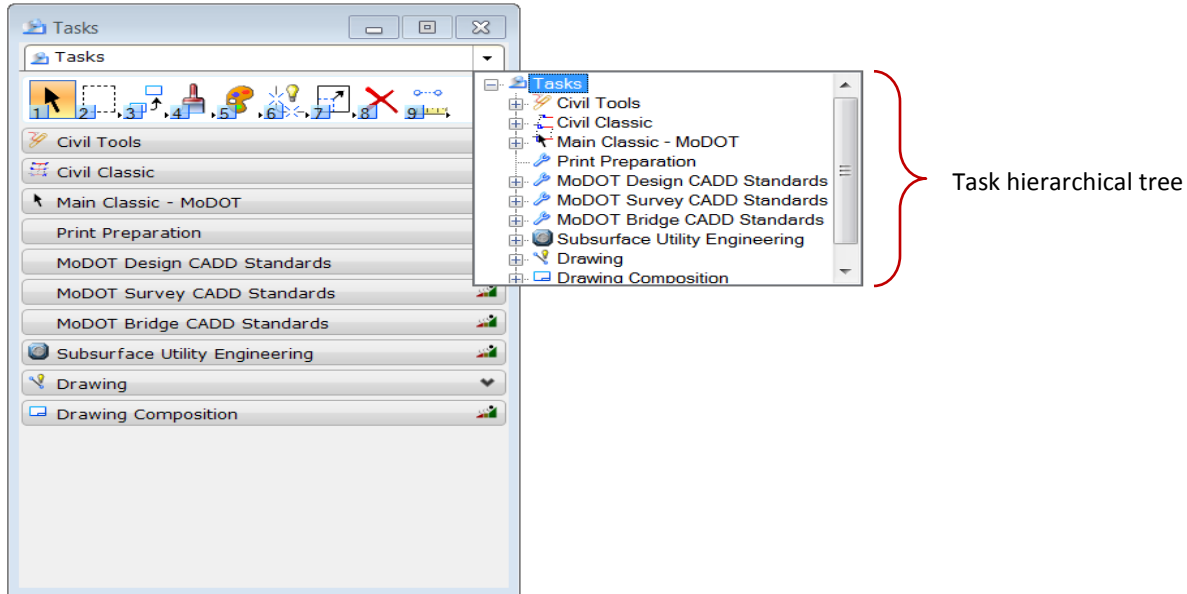 Tasks
Tasks
1 2 3 4 5 6 7 8 9
Civil Tools
Civil Classic
Main Classic - MoDOT
Print Preparation
MoDOT Design CADD Standards
MoDOT Survey CADD Standards
MoDOT Bridge CADD Standards
Subsurface Utility Engineering
Drawing
Drawing Composition
Tasks
Civil Tools
Civil Classic
Main Classic - MoDOT
Print Preparation
MoDOT Design CADD Standards
MoDOT Survey CADD Standards
MoDOT Bridge CADD Standards
Subsurface Utility Engineering
Drawing
Drawing Composition
Task hierarchical tree